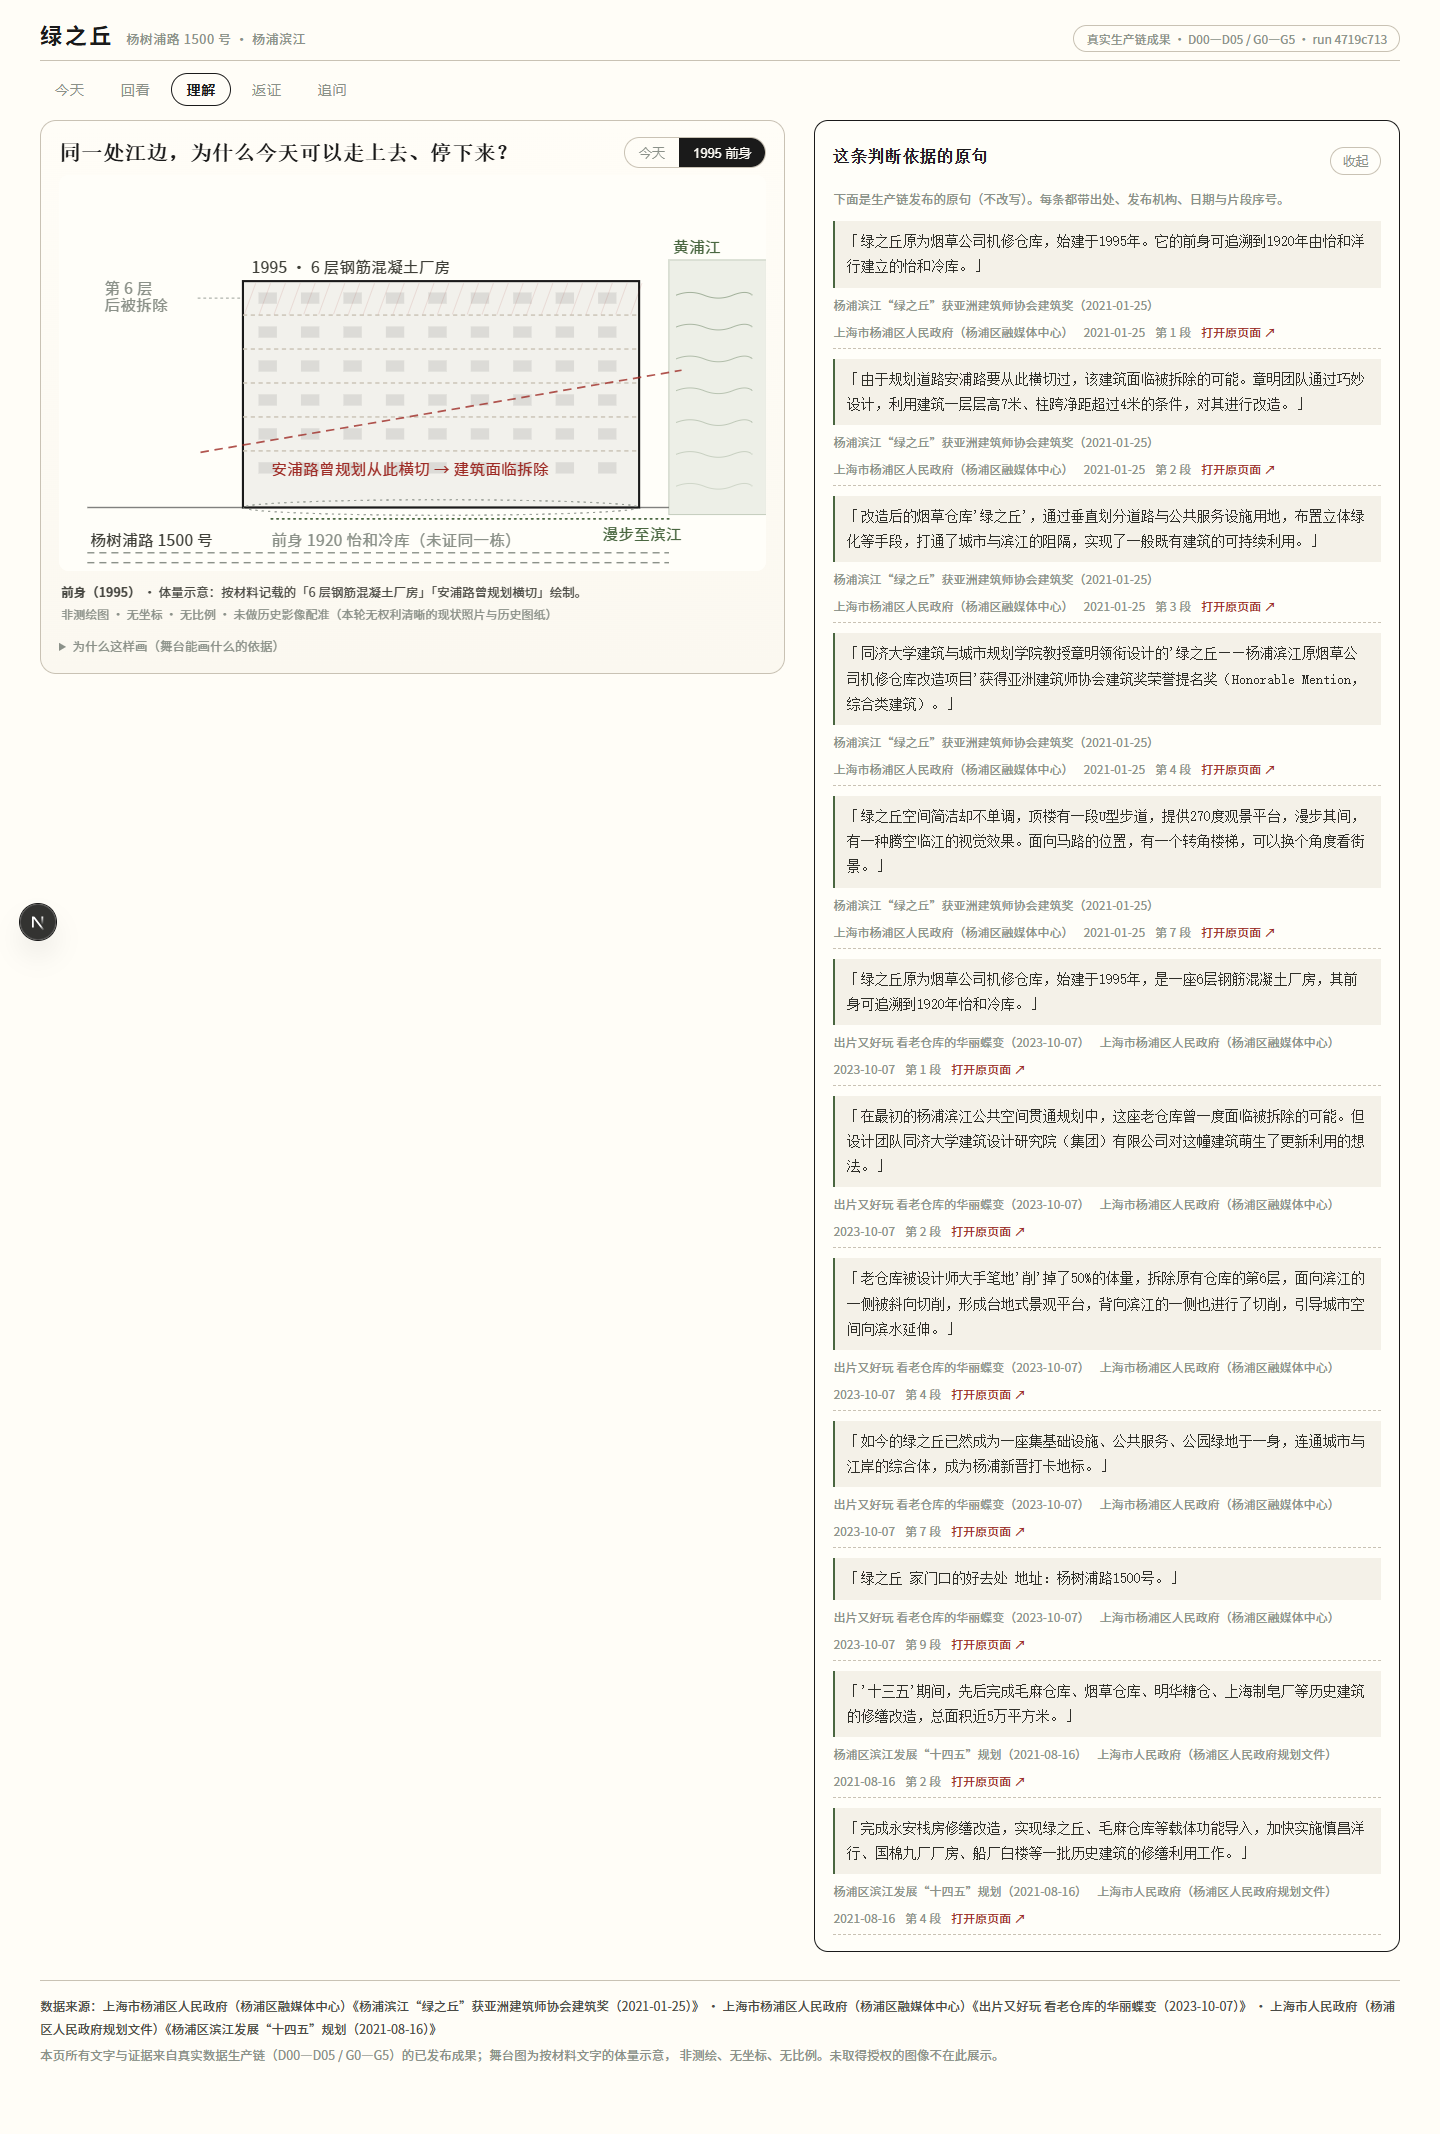 绿之丘 杨树浦路 1500 号 · 杨浦滨江
真实生产链成果 · D00—D05 / G0—G5 · run 4719c713
今天 回看 理解 返证 追问
同一处江边，为什么今天可以走上去、停下来？
今天 1995 前身
黄浦江
1995 · 6 层钢筋混凝土厂房
第 6 层
后被拆除
安浦路曾规划从此横切 → 建筑面临拆除
漫步至滨江
杨树浦路 1500 号
前身 1920 怡和冷库（未证同一栋）
前身（1995） · 体量示意：按材料记载的「6 层钢筋混凝土厂房」「安浦路曾规划横切」绘制。
非测绘图 · 无坐标 · 无比例 · 未做历史影像配准（本轮无权利清晰的现状照片与历史图纸）
▶ 为什么这样画（舞台能画什么的依据）
N
这条判断依据的原句
收起
下面是生产链发布的原句（不改写）。每条都带出处、发布机构、日期与片段序号。
「绿之丘原为烟草公司机修仓库，始建于1995年。它的前身可追溯到1920年由怡和洋
行建立的怡和冷库。」
杨浦滨江“绿之丘”获亚洲建筑师协会建筑奖（2021-01-25）
上海市杨浦区人民政府（杨浦区融媒体中心） 2021-01-25 第 1 段 打开原页面 ↗
「由于规划道路安浦路要从此横切过，该建筑面临被拆除的可能。章明团队通过巧妙
设计，利用建筑一层层高7米、柱跨净距超过4米的条件，对其进行改造。」
杨浦滨江“绿之丘”获亚洲建筑师协会建筑奖（2021-01-25）
上海市杨浦区人民政府（杨浦区融媒体中心） 2021-01-25 第 2 段 打开原页面 ↗
「改造后的烟草仓库'绿之丘'，通过垂直划分道路与公共服务设施用地，布置立体绿
化等手段，打通了城市与滨江的阻隔，实现了一般既有建筑的可持续利用。」
杨浦滨江“绿之丘”获亚洲建筑师协会建筑奖（2021-01-25）
上海市杨浦区人民政府（杨浦区融媒体中心） 2021-01-25 第 3 段 打开原页面 ↗
「同济大学建筑与城市规划学院教授章明领衔设计的'绿之丘——杨浦滨江原烟草公
司机修仓库改造项目'获得亚洲建筑师协会建筑奖荣誉提名奖（Honorable Mention，
综合类建筑）。」
杨浦滨江“绿之丘”获亚洲建筑师协会建筑奖（2021-01-25）
上海市杨浦区人民政府（杨浦区融媒体中心） 2021-01-25 第 4 段 打开原页面 ↗
「绿之丘空间简洁却不单调，顶楼有一段U型步道，提供270度观景平台，漫步其间，
有一种腾空临江的视觉效果。面向马路的位置，有一个转角楼梯，可以换个角度看街
景。」
杨浦滨江“绿之丘”获亚洲建筑师协会建筑奖（2021-01-25）
上海市杨浦区人民政府（杨浦区融媒体中心） 2021-01-25 第 7 段 打开原页面 ↗
「绿之丘原为烟草公司机修仓库，始建于1995年，是一座6层钢筋混凝土厂房，其前
身可追溯到1920年怡和冷库。」
出片又好玩 看老仓库的华丽蝶变（2023-10-07） 上海市杨浦区人民政府（杨浦区融媒体中心）
2023-10-07 第 1 段 打开原页面 ↗
「在最初的杨浦滨江公共空间贯通规划中，这座老仓库曾一度面临被拆除的可能。但
设计团队同济大学建筑设计研究院（集团）有限公司对这幢建筑萌生了更新利用的想
法。」
出片又好玩 看老仓库的华丽蝶变（2023-10-07） 上海市杨浦区人民政府（杨浦区融媒体中心）
2023-10-07 第 2 段 打开原页面 ↗
「老仓库被设计师大手笔地'削'掉了50%的体量，拆除原有仓库的第6层，面向滨江的
一侧被斜向切削，形成台地式景观平台，背向滨江的一侧也进行了切削，引导城市空
间向滨水延伸。」
出片又好玩 看老仓库的华丽蝶变（2023-10-07） 上海市杨浦区人民政府（杨浦区融媒体中心）
2023-10-07 第 4 段 打开原页面 ↗
「如今的绿之丘已然成为一座集基础设施、公共服务、公园绿地于一身，连通城市与
江岸的综合体，成为杨浦新晋打卡地标。」
出片又好玩 看老仓库的华丽蝶变（2023-10-07） 上海市杨浦区人民政府（杨浦区融媒体中心）
2023-10-07 第 7 段 打开原页面 ↗
「绿之丘 家门口的好去处 地址：杨树浦路1500号。」
出片又好玩 看老仓库的华丽蝶变（2023-10-07） 上海市杨浦区人民政府（杨浦区融媒体中心）
2023-10-07 第 9 段 打开原页面 ↗
「'十三五'期间，先后完成毛麻仓库、烟草仓库、明华糖仓、上海制皂厂等历史建筑
的修缮改造，总面积近5万平方米。」
杨浦区滨江发展“十四五”规划（2021-08-16） 上海市人民政府（杨浦区人民政府规划文件）
2021-08-16 第 2 段 打开原页面 ↗
「完成永安栈房修缮改造，实现绿之丘、毛麻仓库等载体功能导入，加快实施慎昌洋
行、国棉九厂厂房、船厂白楼等一批历史建筑的修缮利用工作。」
杨浦区滨江发展“十四五”规划（2021-08-16） 上海市人民政府（杨浦区人民政府规划文件）
2021-08-16 第 4 段 打开原页面 ↗
数据来源：上海市杨浦区人民政府（杨浦区融媒体中心）《杨浦滨江“绿之丘”获亚洲建筑师协会建筑奖（2021-01-25）》 · 上海市杨浦区人民政府（杨浦区融媒体中心）《出片又好玩 看老仓库的华丽蝶变（2023-10-07）》 · 上海市人民政府（杨浦
区人民政府规划文件）《杨浦区滨江发展“十四五”规划（2021-08-16）》
本页所有文字与证据来自真实数据生产链（D00—D05 / G0—G5）的已发布成果；舞台图为按材料文字的体量示意， 非测绘、无坐标、无比例。未取得授权的图像不在此展示。